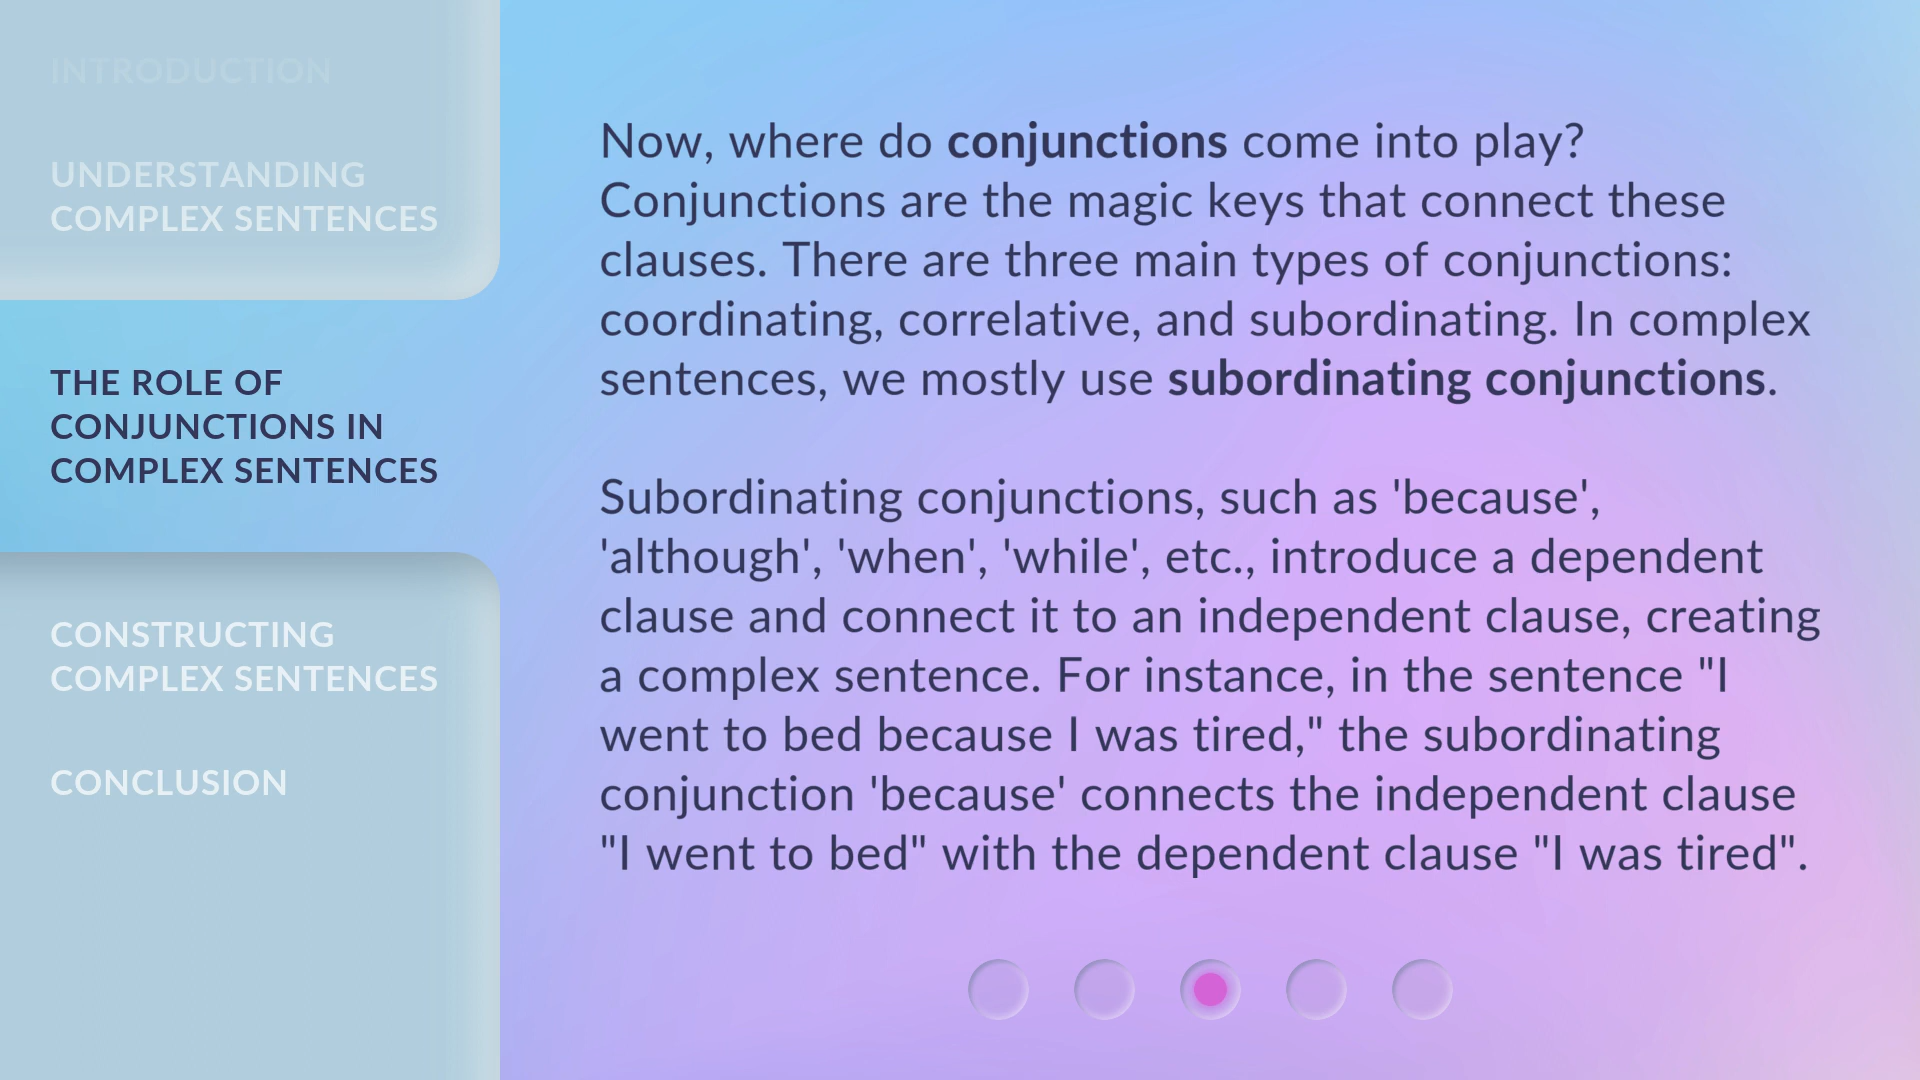 INTRODUCTION
UNDERSTANDING
COMPLEX SENTENCES
THE ROLE OF
CONJUNCTIONS IN
COMPLEX SENTENCES
CONSTRUCTING
COMPLEX SENTENCES
CONCLUSION
Now, where do conjunctions come into play?
Conjunctions are the magic keys that connect these
clauses. There are three main types of conjunctions:
coordinating, correlative, and subordinating. In complex
sentences, we mostly use subordinating conjunctions.
Subordinating conjunctions, such as 'because',
'although', 'when', 'while', etc., introduce a dependent
clause and connect it to an independent clause, creating
a complex sentence. For instance, in the sentence "I
went to bed because I was tired," the subordinating
conjunction 'because' connects the independent clause
"I went to bed" with the dependent clause "I was tired".